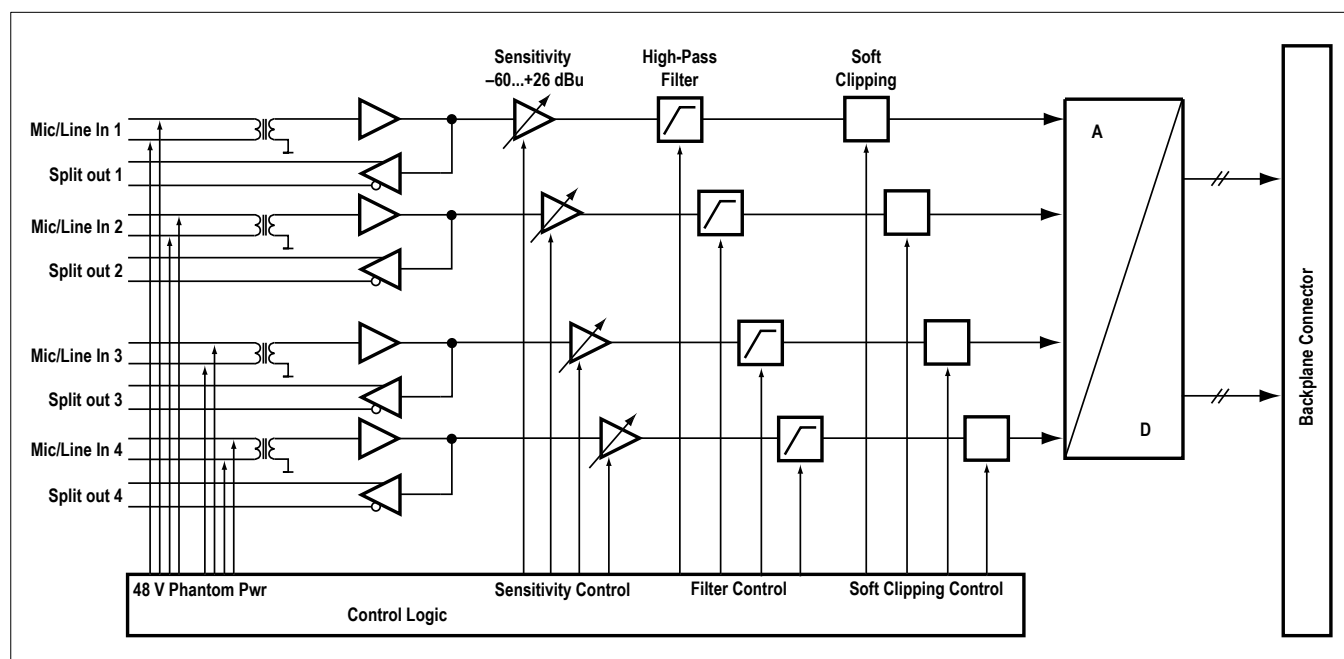 Sensitivity
–60...+26 dBu
High-Pass
Filter
Soft
Clipping
Mic/Line In 1
Split out 1
Mic/Line In 2
Split out 2
Mic/Line In 3
Split out 3
Mic/Line In 4
Split out 4
A
D
Backplane Connector
48 V Phantom Pwr
Sensitivity Control
Filter Control
Soft Clipping Control
Control Logic